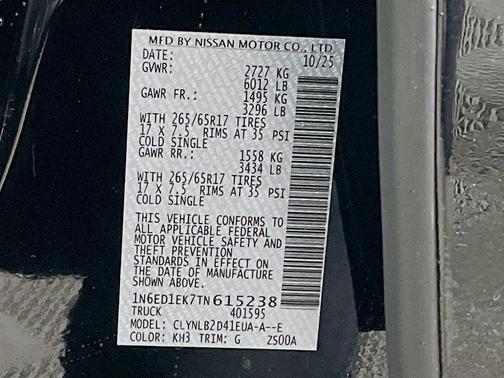 MFD BY NISSAN MOTOR CO., LTD
DATE: 10/25
GVWR: 2727 KG
6012 LB
GAWR FR.: 1495 KG
3296 LB
WITH 265/65R17 TIRES
17 X 7.5 RIMS AT 35 PSI
COLD SINGLE
GAWR RR.: 1558 KG
3434 LB
WITH 265/65R17 TIRES
17 X 7.5 RIMS AT 35 PSI
COLD SINGLE
THIS VEHICLE CONFORMS TO
ALL APPLICABLE FEDERAL
MOTOR VEHICLE SAFETY AND
THEFT PREVENTION
STANDARDS IN EFFECT ON
THE DATE OF MANUFACTURE
SHOWN ABOVE.
1N6ED1EK7TN615238
TRUCK 401595
MODEL: CLYNLB2D41EUA-A--E
COLOR: KH3 TRIM: G ZS00A